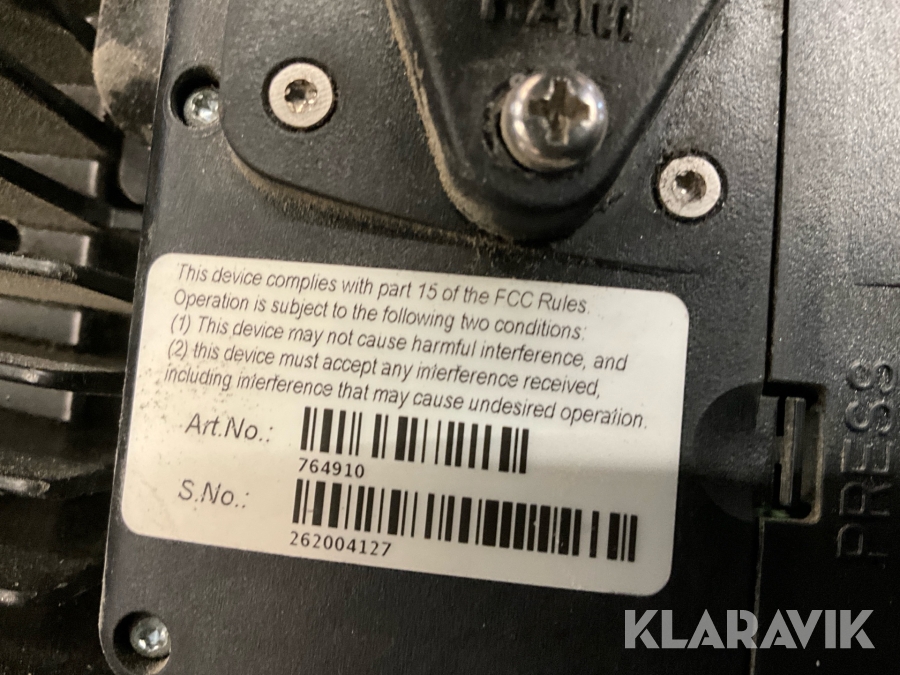 This device complies with part 15 of the FCC Rules.
Operation is subject to the following two conditions:
(1) This device may not cause harmful interference, and
(2) this device must accept any interference received,
including interference that may cause undesired operation.
Art.No.:
764910
S.No.:
262004127
PRESS
KLARAVIK